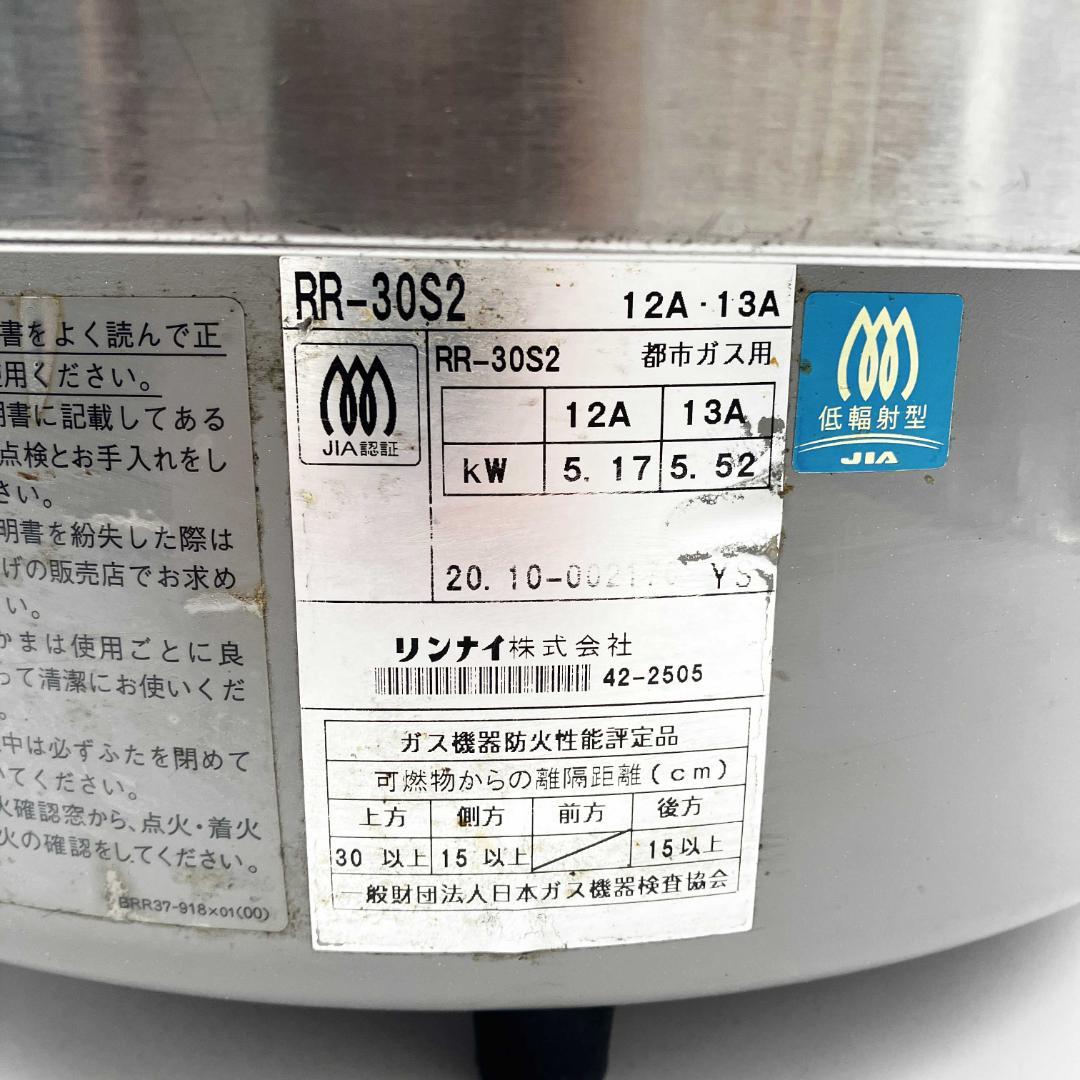 書をよく読んで正
用ください。
明書に記載してある
点検とお手入れをし
さい。
明書を紛失した際は
げの販売店でお求め
い。
かまは使用ごとに良
って清潔にお使いくだ
。
中は必ずふたを閉めて
いてください。
火確認窓から、点火・着火
火の確認をしてください。
BRR37-918×01(00)
RR-30S2 12A・13A
JIA認証
RR-30S2 都市ガス用
12A 13A
kW 5.17 5.52
20.10-00217 YS
リンナイ株式会社
42-2505
ガス機器防火性能評定品
可燃物からの離隔距離(cm)
上方 側方 前方 後方
30 以上 15 以上 15以上
一般財団法人日本ガス機器検査協会
低輻射型
JIA